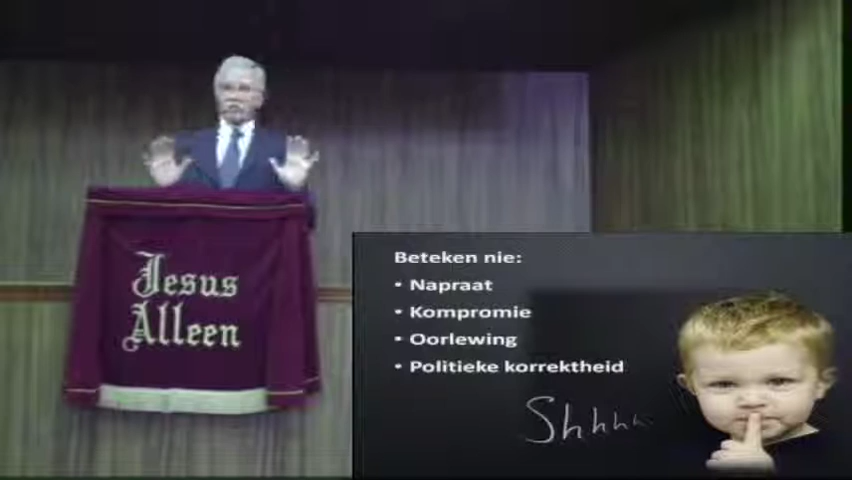 Jesus
Alleen
Beteken nie:
• Napraat
• Kompromie
• Oorlewing
• Politieke korrektheid
Shhhh